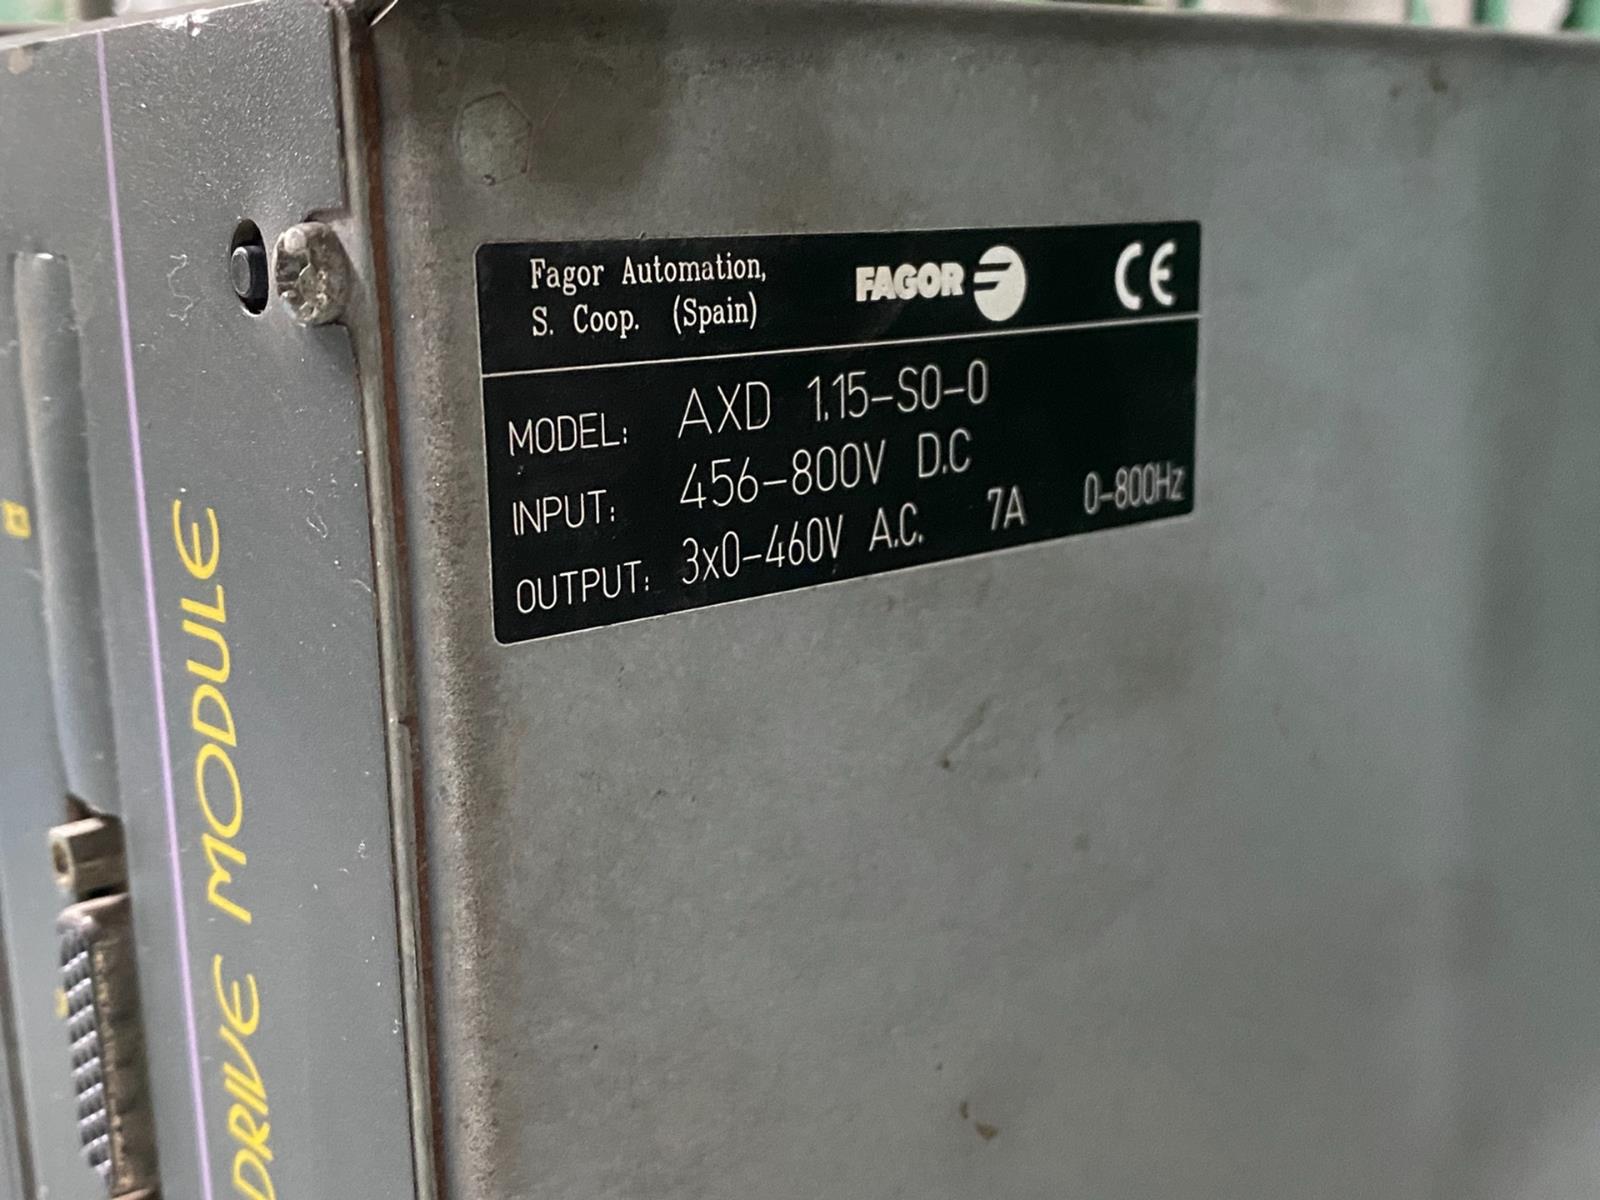 Fagor Automation,
S. Coop. (Spain)
FAGOR
CE
MODEL: AXD 1.15-S0-0
INPUT: 456-800V D.C
OUTPUT: 3x0-460V A.C. 7A 0-800Hz
DRIVE MODULE